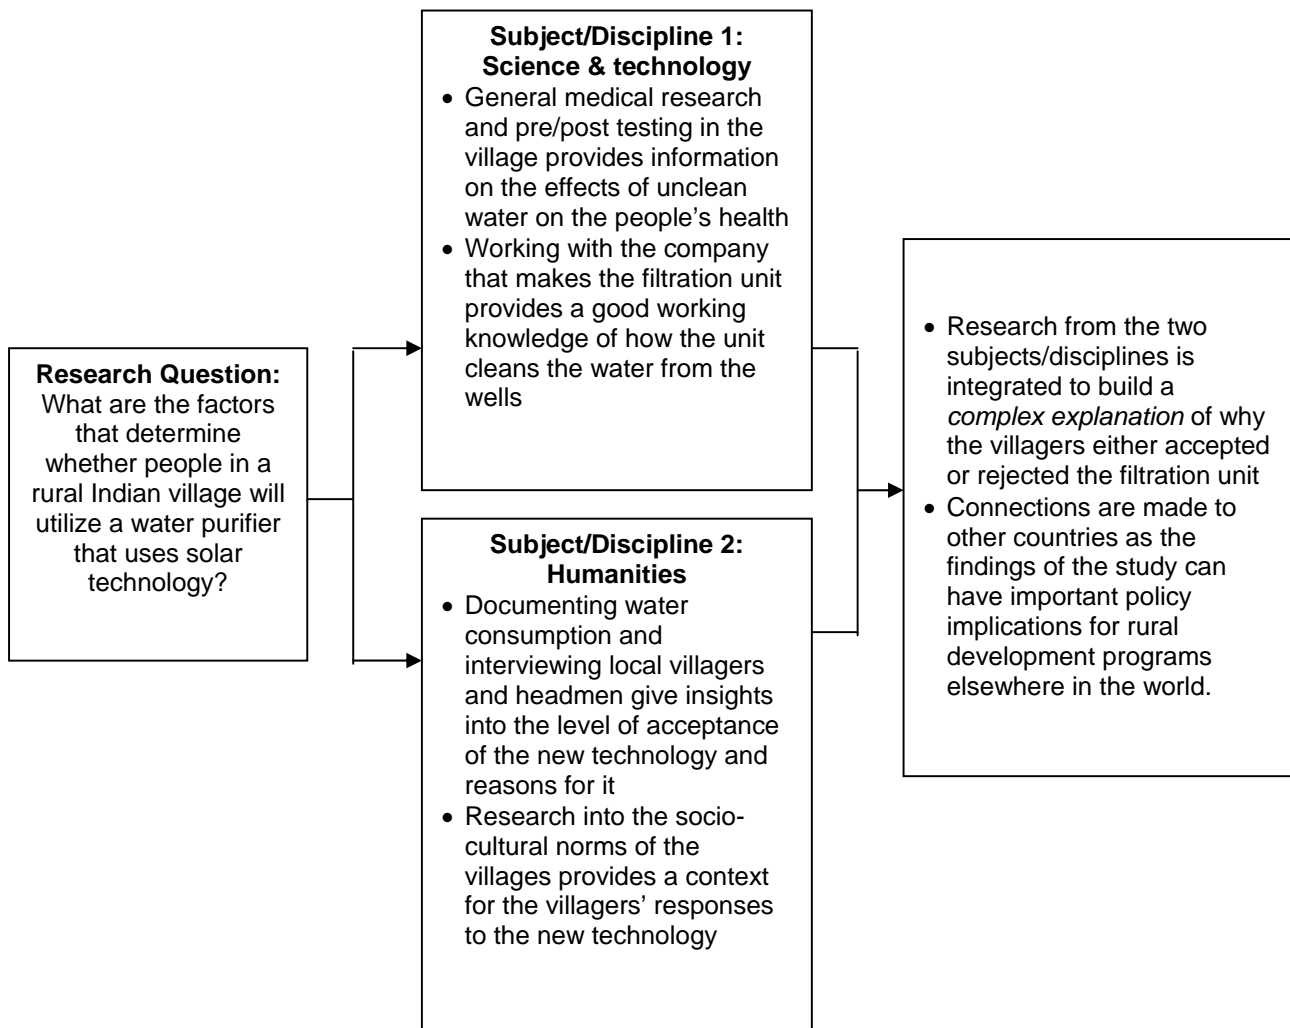 Research Question:
What are the factors
that determine
whether people in a
rural Indian village will
utilize a water purifier
that uses solar
technology?
Subject/Discipline 1:
Science & technology
• General medical research
and pre/post testing in the
village provides information
on the effects of unclean
water on the people’s health
• Working with the company
that makes the filtration unit
provides a good working
knowledge of how the unit
cleans the water from the
wells
Subject/Discipline 2:
Humanities
• Documenting water
consumption and
interviewing local villagers
and headmen give insights
into the level of acceptance
of the new technology and
reasons for it
• Research into the socio-
cultural norms of the
villages provides a context
for the villagers’ responses
to the new technology
• Research from the two
subjects/disciplines is
integrated to build a
complex explanation of why
the villagers either accepted
or rejected the filtration unit
• Connections are made to
other countries as the
findings of the study can
have important policy
implications for rural
development programs
elsewhere in the world.